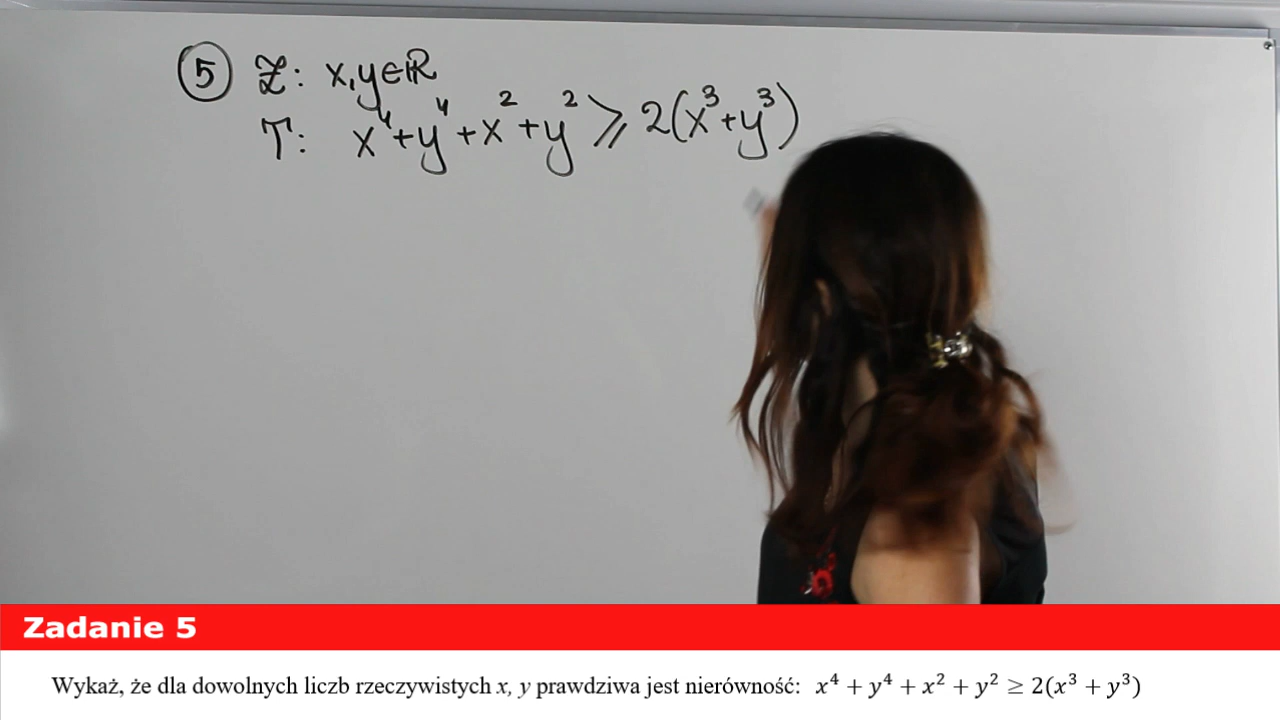 5 Z: x,y∈ℝ
T: x⁴+y⁴+x²+y² ⩾ 2(x³+y³)
Zadanie 5
Wykaż, że dla dowolnych liczb rzeczywistych x, y prawdziwa jest nierówność: x⁴ + y⁴ + x² + y² ≥ 2(x³ + y³)